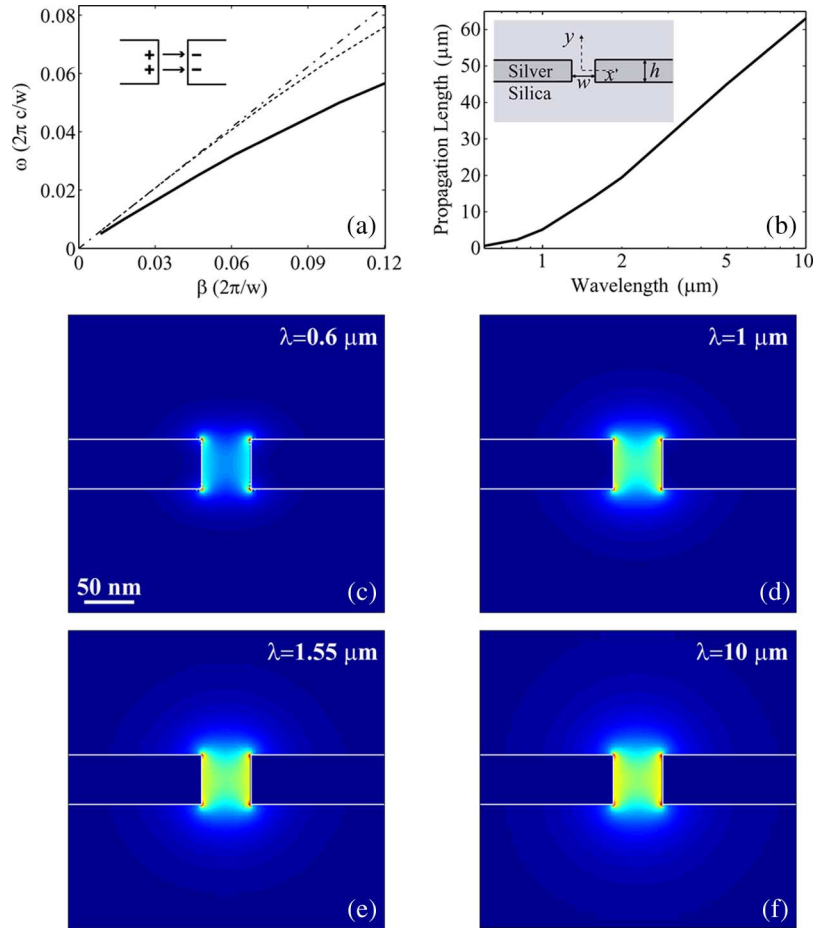 0.08
0.06
0.04
0.02
0
ω (2π c/w)
+ −
+ −
(a)
0 0.03 0.06 0.09 0.12
β (2π/w)
60
50
40
30
20
10
0
Propagation Length (μm)
y
Silver
w
x
h
Silica
(b)
1 2 5 10
Wavelength (μm)
λ=0.6 μm
50 nm
(c)
λ=1 μm
(d)
λ=1.55 μm
(e)
λ=10 μm
(f)